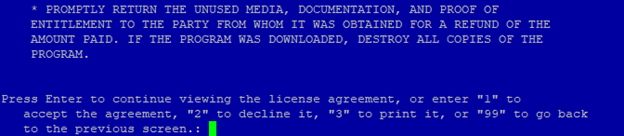 * PROMPTLY RETURN THE UNUSED MEDIA, DOCUMENTATION, AND PROOF OF
ENTITLEMENT TO THE PARTY FROM WHOM IT WAS OBTAINED FOR A REFUND OF THE
AMOUNT PAID. IF THE PROGRAM WAS DOWNLOADED, DESTROY ALL COPIES OF THE
PROGRAM.
Press Enter to continue viewing the license agreement, or enter "1" to
accept the agreement, "2" to decline it, "3" to print it, or "99" to go back
to the previous screen.: